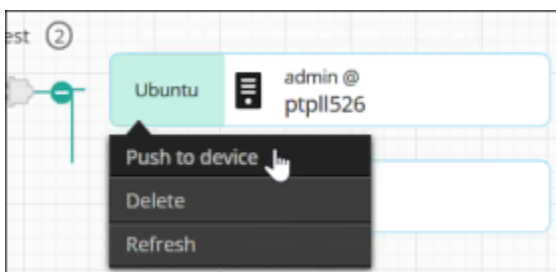 est 2
Ubuntu
admin @
ptpll526
Push to device
Delete
Refresh